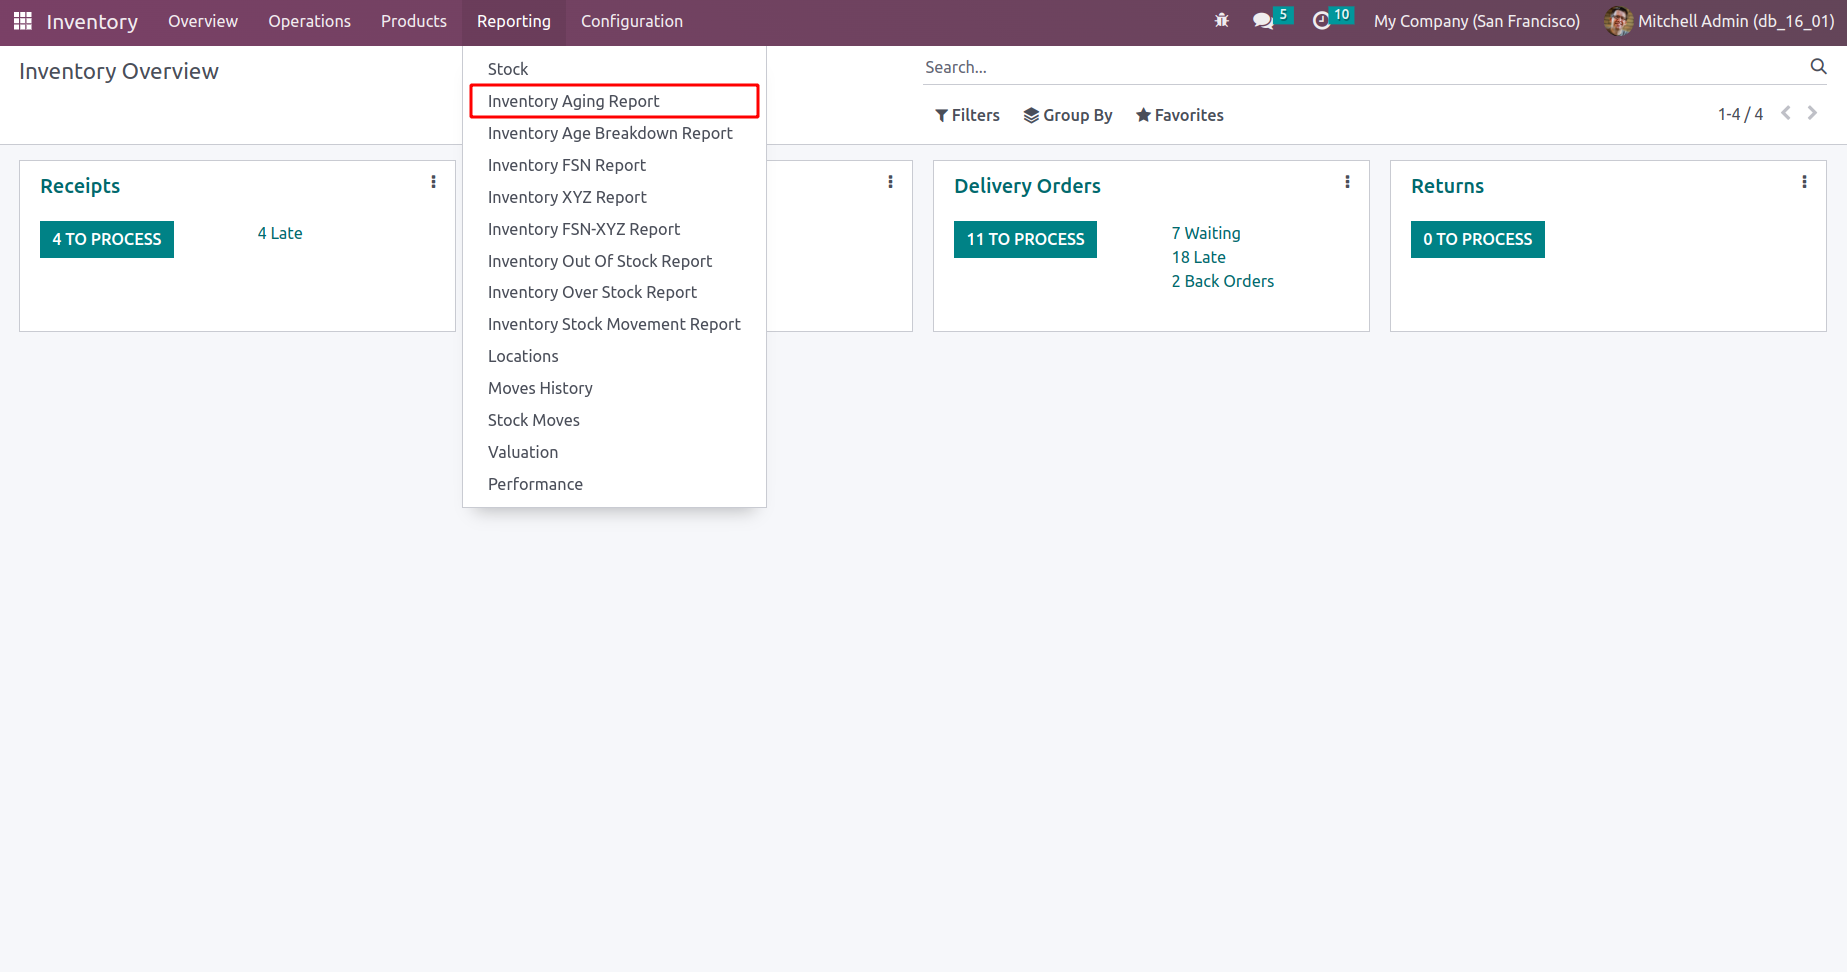 Inventory Overview Operations Products Reporting Configuration 5 10 My Company (San Francisco) Mitchell Admin (db_16_01)
Inventory Overview
Search...
Filters Group By Favorites 1-4 / 4
Stock
Inventory Aging Report
Inventory Age Breakdown Report
Inventory FSN Report
Inventory XYZ Report
Inventory FSN-XYZ Report
Inventory Out Of Stock Report
Inventory Over Stock Report
Inventory Stock Movement Report
Locations
Moves History
Stock Moves
Valuation
Performance
Receipts
4 TO PROCESS
4 Late
Delivery Orders
11 TO PROCESS
7 Waiting
18 Late
2 Back Orders
Returns
0 TO PROCESS